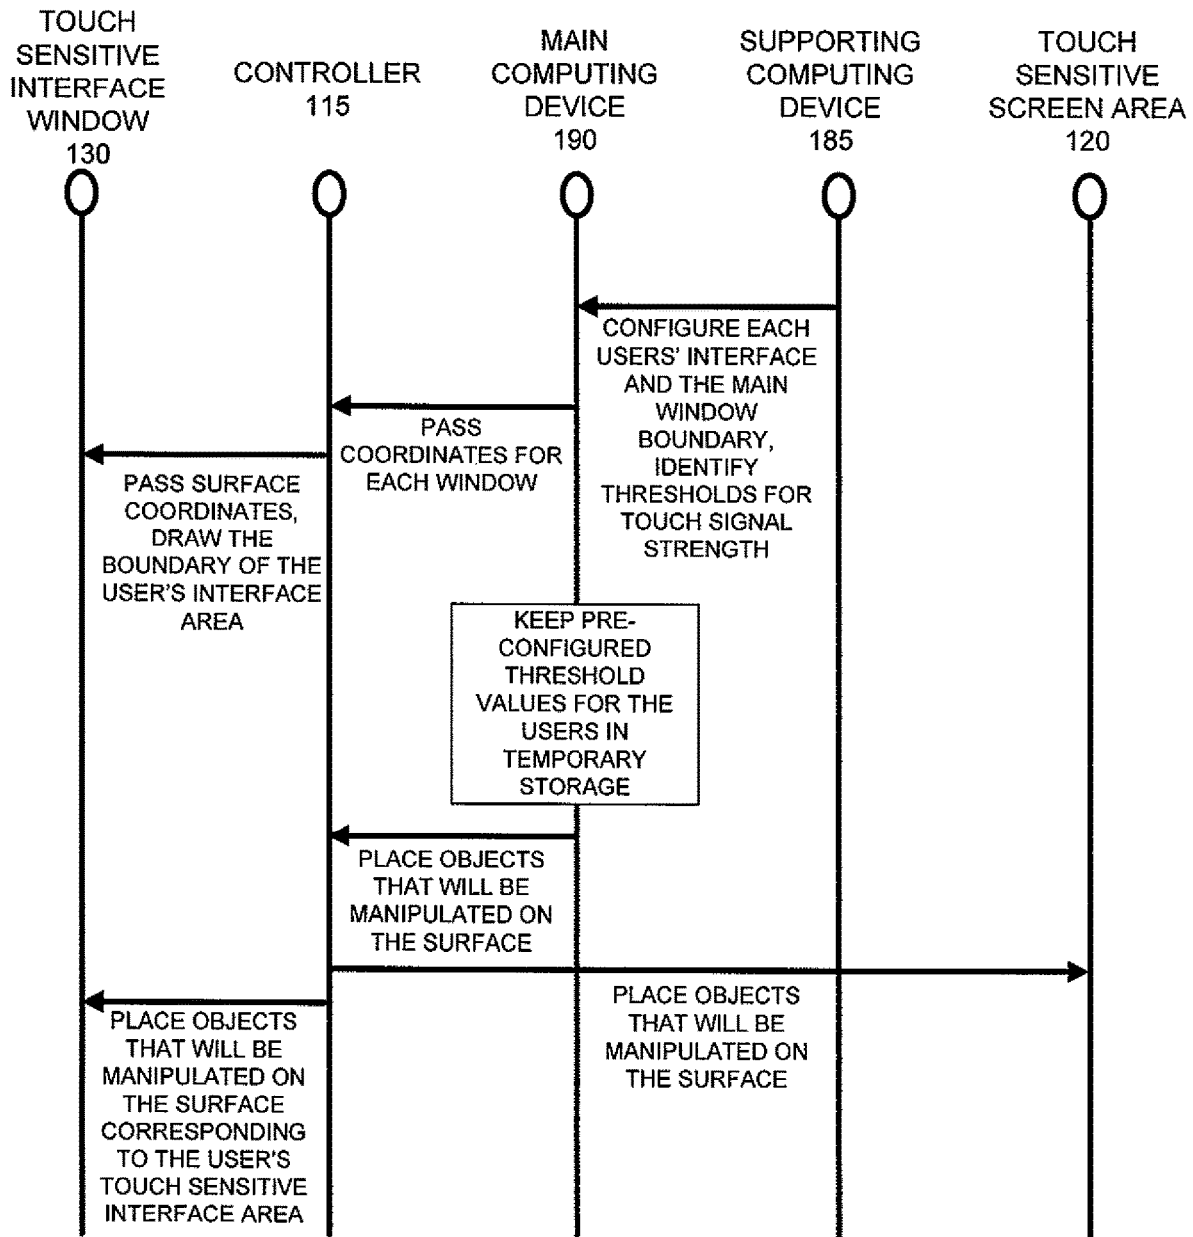 TOUCH
SENSITIVE
INTERFACE
WINDOW
130
CONTROLLER
115
MAIN
COMPUTING
DEVICE
190
SUPPORTING
COMPUTING
DEVICE
185
TOUCH
SENSITIVE
SCREEN AREA
120
CONFIGURE EACH
USERS' INTERFACE
AND THE MAIN
WINDOW
BOUNDARY,
IDENTIFY
THRESHOLDS FOR
TOUCH SIGNAL
STRENGTH
PASS
COORDINATES FOR
EACH WINDOW
PASS SURFACE
COORDINATES,
DRAW THE
BOUNDARY OF THE
USER'S INTERFACE
AREA
KEEP PRE-
CONFIGURED
THRESHOLD
VALUES FOR THE
USERS IN
TEMPORARY
STORAGE
PLACE OBJECTS
THAT WILL BE
MANIPULATED ON
THE SURFACE
PLACE OBJECTS
THAT WILL BE
MANIPULATED ON
THE SURFACE
PLACE OBJECTS
THAT WILL BE
MANIPULATED ON
THE SURFACE
CORRESPONDING
TO THE USER'S
TOUCH SENSITIVE
INTERFACE AREA